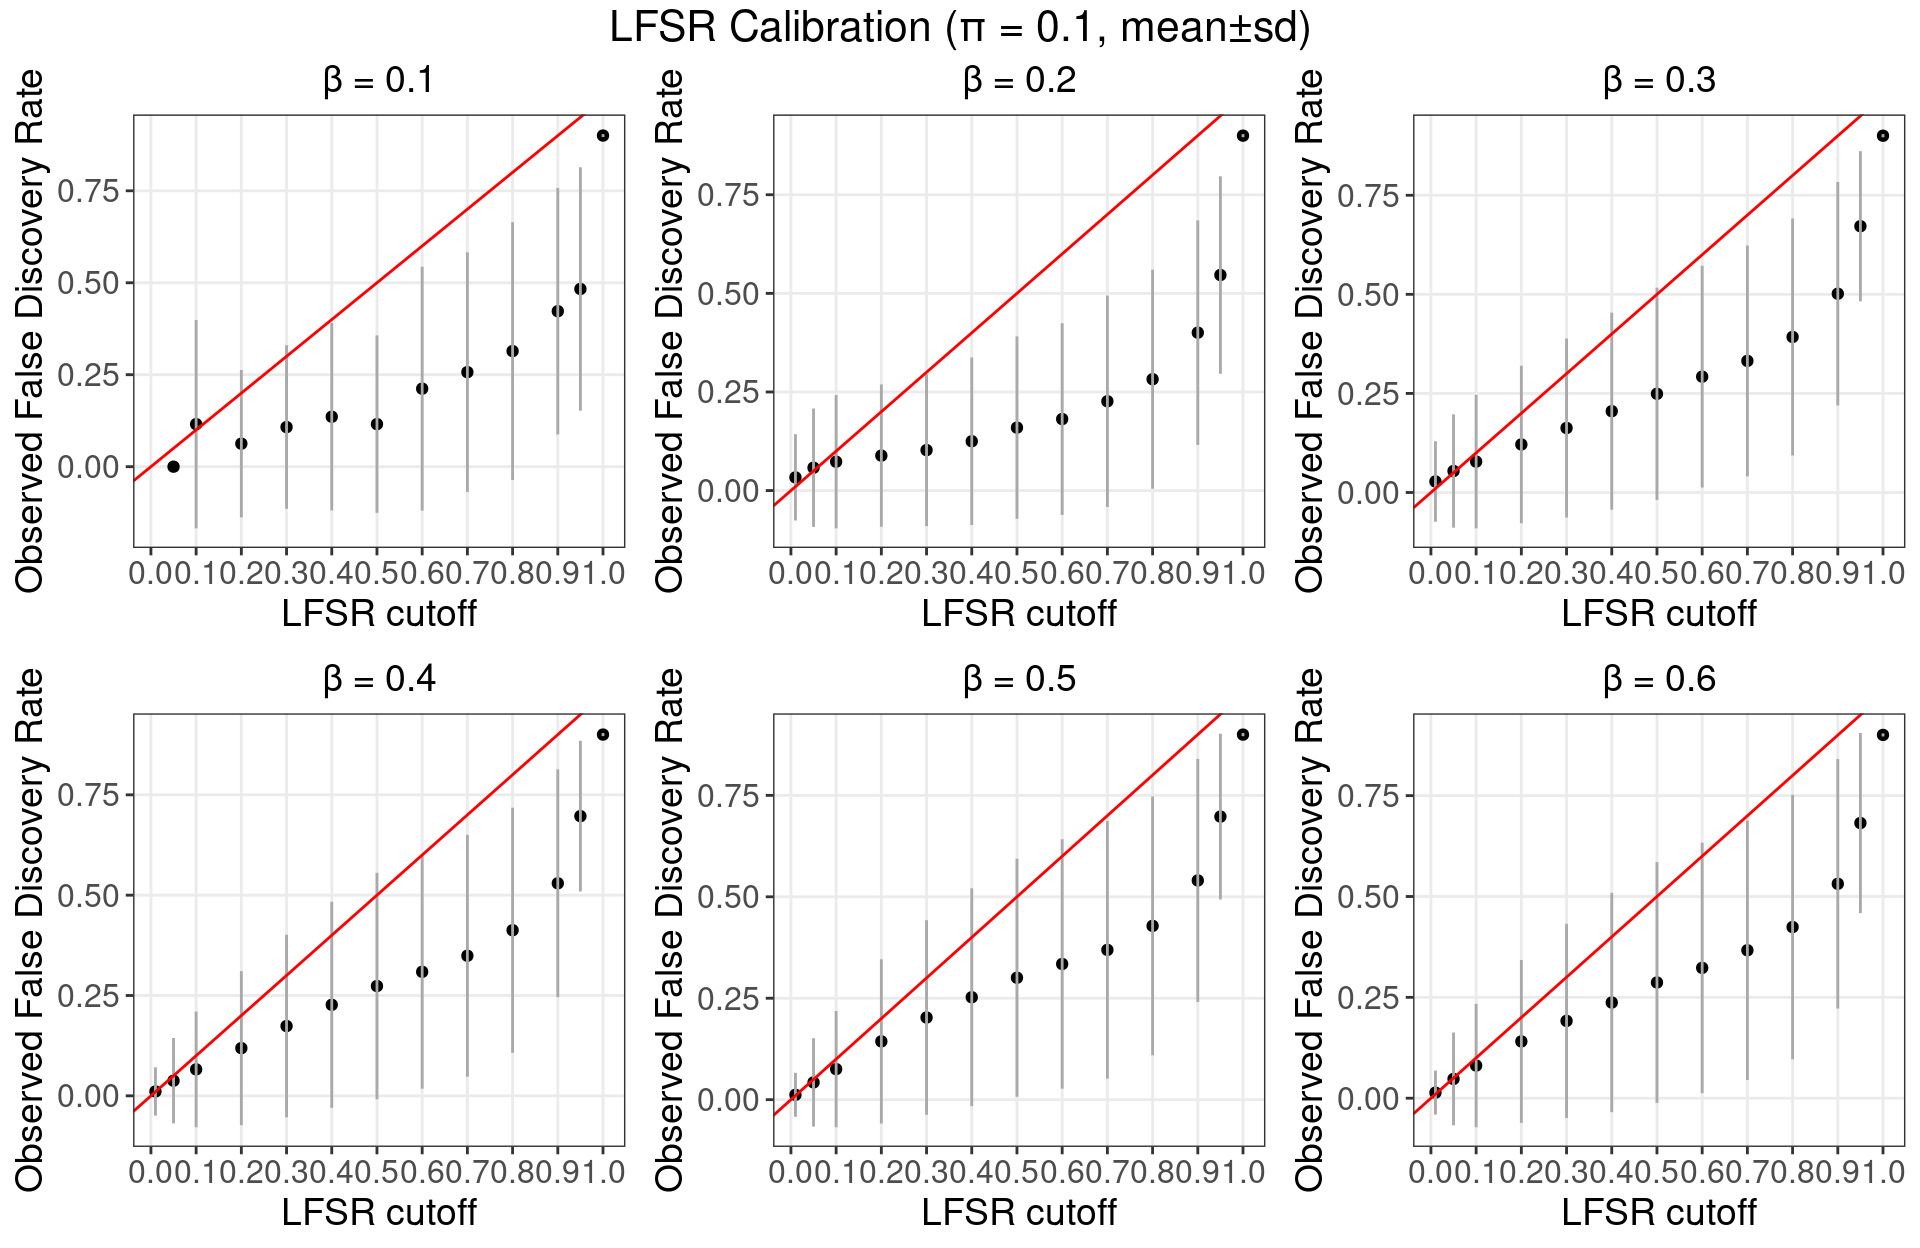 LFSR Calibration (π = 0.1, mean±sd)
β = 0.1
Observed False Discovery Rate
0.75
0.50
0.25
0.00
0.00.10.20.30.40.50.60.70.80.91.0
LFSR cutoff
β = 0.2
Observed False Discovery Rate
0.75
0.50
0.25
0.00
0.00.10.20.30.40.50.60.70.80.91.0
LFSR cutoff
β = 0.3
Observed False Discovery Rate
0.75
0.50
0.25
0.00
0.00.10.20.30.40.50.60.70.80.91.0
LFSR cutoff
β = 0.4
Observed False Discovery Rate
0.75
0.50
0.25
0.00
0.00.10.20.30.40.50.60.70.80.91.0
LFSR cutoff
β = 0.5
Observed False Discovery Rate
0.75
0.50
0.25
0.00
0.00.10.20.30.40.50.60.70.80.91.0
LFSR cutoff
β = 0.6
Observed False Discovery Rate
0.75
0.50
0.25
0.00
0.00.10.20.30.40.50.60.70.80.91.0
LFSR cutoff